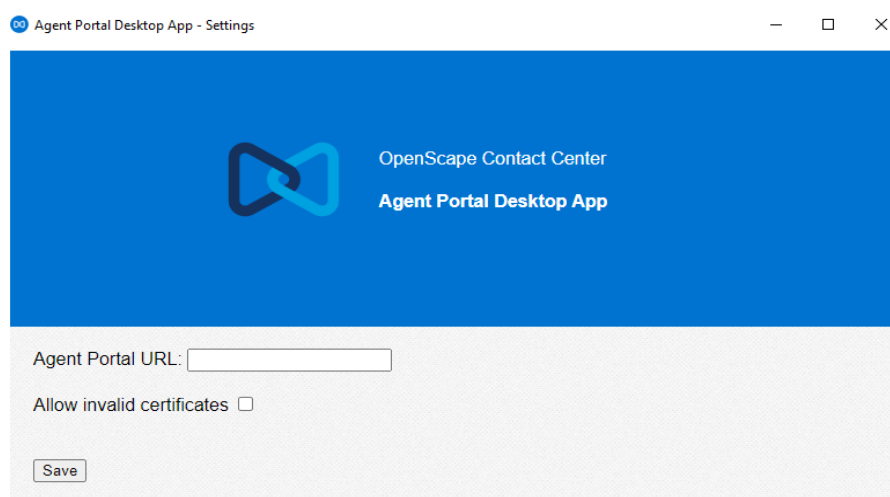 Agent Portal Desktop App - Settings
OpenScape Contact Center
Agent Portal Desktop App
Agent Portal URL:
Allow invalid certificates
Save